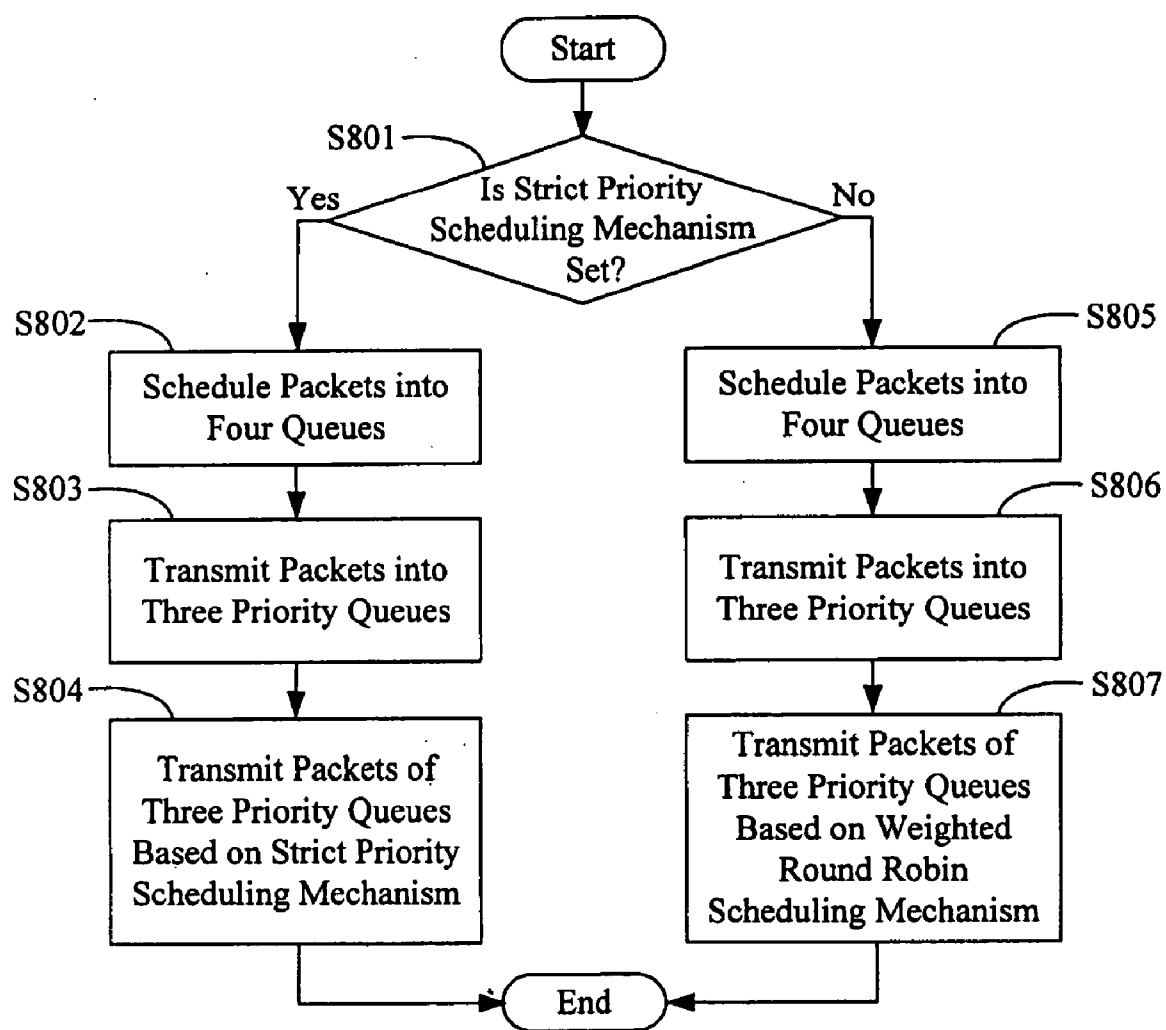 Start
S801
Is Strict Priority
Scheduling Mechanism
Set?
Yes
No
S802
Schedule Packets into
Four Queues
S803
Transmit Packets into
Three Priority Queues
S804
Transmit Packets of
Three Priority Queues
Based on Strict Priority
Scheduling Mechanism
S805
Schedule Packets into
Four Queues
S806
Transmit Packets into
Three Priority Queues
S807
Transmit Packets of
Three Priority Queues
Based on Weighted
Round Robin
Scheduling Mechanism
End